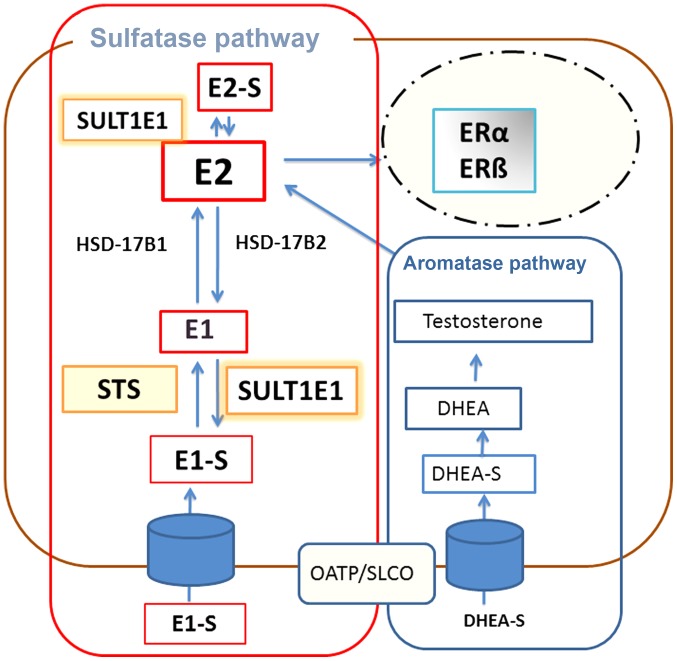 Sulfatase pathway
E2-S
SULT1E1
E2
ERα
ERß
HSD-17B1
HSD-17B2
Aromatase pathway
E1
Testosterone
STS
SULT1E1
DHEA
E1-S
DHEA-S
OATP/SLCO
E1-S
DHEA-S